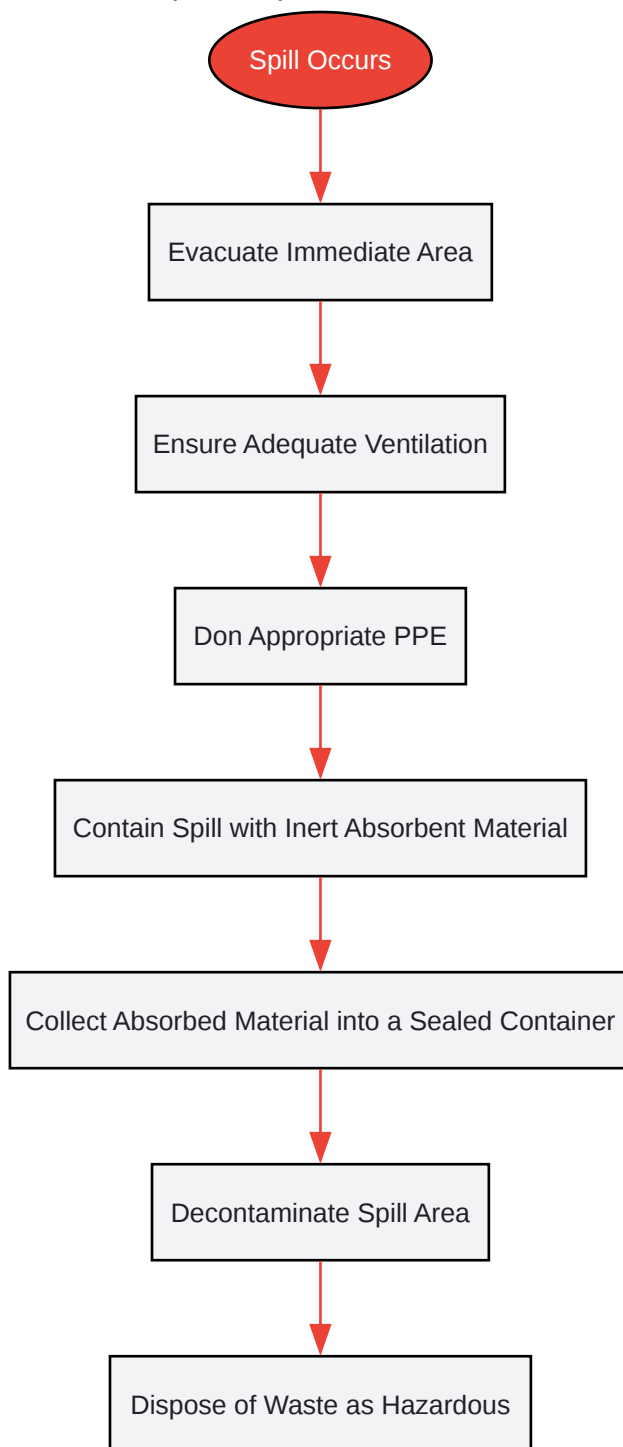 Spill Occurs
Evacuate Immediate Area
Ensure Adequate Ventilation
Don Appropriate PPE
Contain Spill with Inert Absorbent Material
Collect Absorbed Material into a Sealed Container
Decontaminate Spill Area
Dispose of Waste as Hazardous